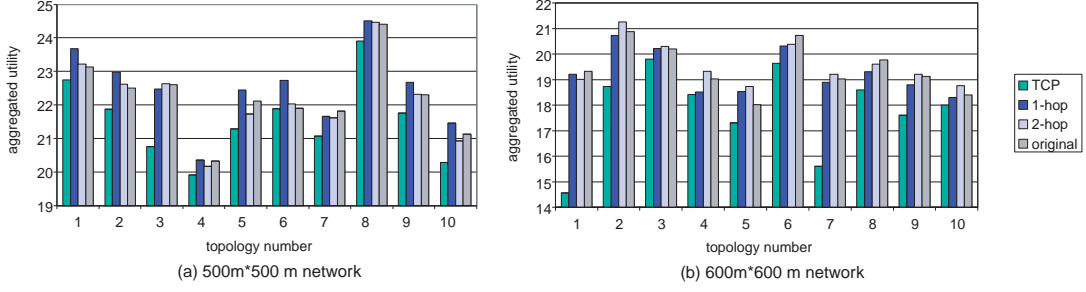 25
24
23
22
21
20
19
aggregated utility
1 2 3 4 5 6 7 8 9 10
topology number
(a) 500m*500 m network
22
21
20
19
18
17
16
15
14
aggregated utility
1 2 3 4 5 6 7 8 9 10
topology number
(b) 600m*600 m network
TCP
1-hop
2-hop
original